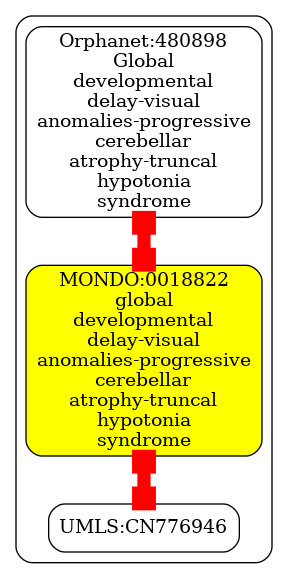 Orphanet:480898
Global
developmental
delay-visual
anomalies-progressive
cerebellar
atrophy-truncal
hypotonia
syndrome
MONDO:0018822
global
developmental
delay-visual
anomalies-progressive
cerebellar
atrophy-truncal
hypotonia
syndrome
UMLS:CN776946